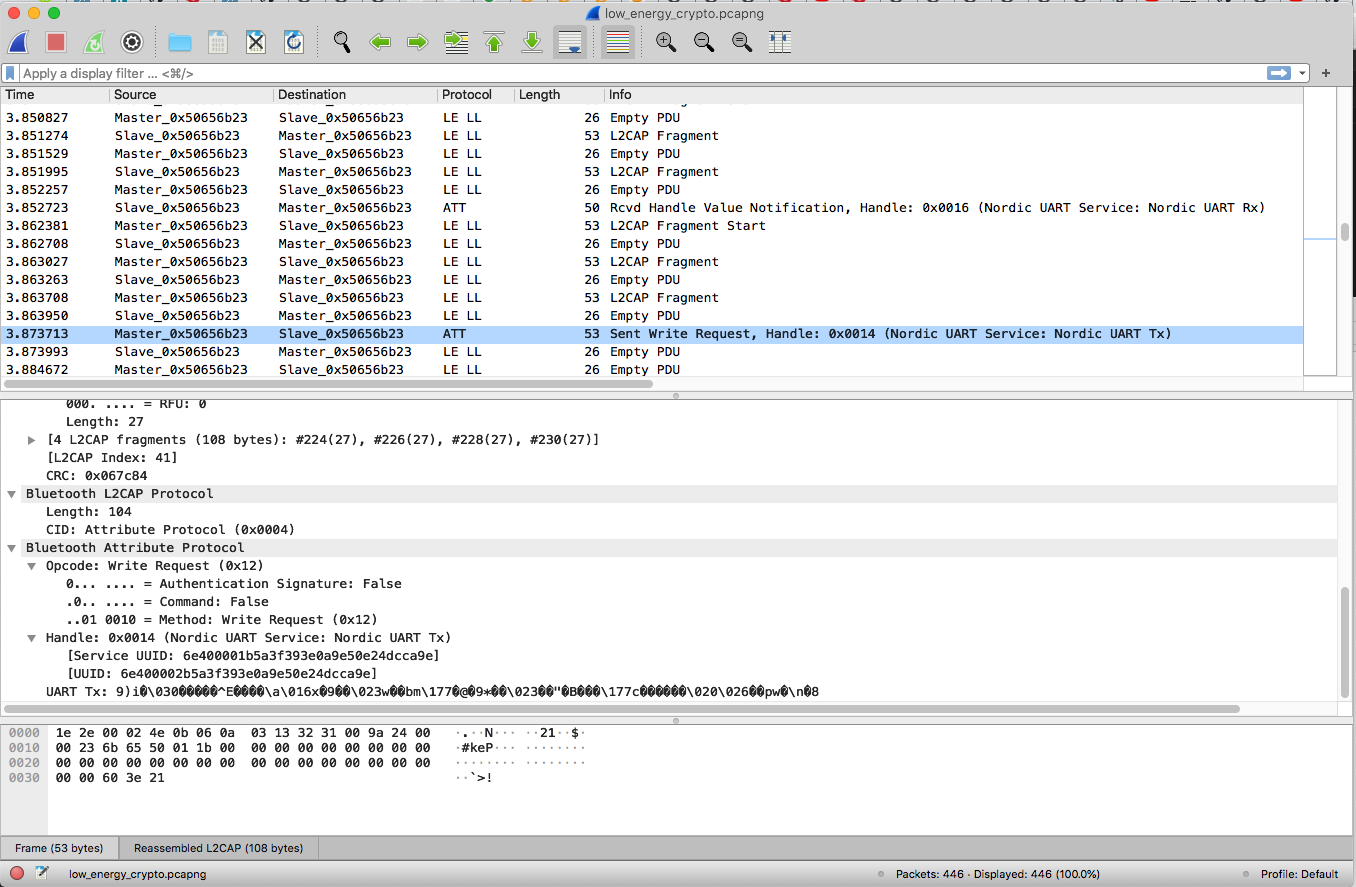 low_energy_crypto.pcapng
Apply a display filter ... <⌘/>
Time Source Destination Protocol Length Info
3.850827 Master_0x50656b23 Slave_0x50656b23 LE LL 26 Empty PDU
3.851274 Slave_0x50656b23 Master_0x50656b23 LE LL 53 L2CAP Fragment
3.851529 Master_0x50656b23 Slave_0x50656b23 LE LL 26 Empty PDU
3.851995 Slave_0x50656b23 Master_0x50656b23 LE LL 53 L2CAP Fragment
3.852257 Master_0x50656b23 Slave_0x50656b23 LE LL 26 Empty PDU
3.852723 Slave_0x50656b23 Master_0x50656b23 ATT 50 Rcvd Handle Value Notification, Handle: 0x0016 (Nordic UART Service: Nordic UART Rx)
3.862381 Master_0x50656b23 Slave_0x50656b23 LE LL 53 L2CAP Fragment Start
3.862708 Slave_0x50656b23 Master_0x50656b23 LE LL 26 Empty PDU
3.863027 Master_0x50656b23 Slave_0x50656b23 LE LL 53 L2CAP Fragment
3.863263 Slave_0x50656b23 Master_0x50656b23 LE LL 26 Empty PDU
3.863708 Master_0x50656b23 Slave_0x50656b23 LE LL 53 L2CAP Fragment
3.863950 Slave_0x50656b23 Master_0x50656b23 LE LL 26 Empty PDU
3.873713 Master_0x50656b23 Slave_0x50656b23 ATT 53 Sent Write Request, Handle: 0x0014 (Nordic UART Service: Nordic UART Tx)
3.873993 Slave_0x50656b23 Master_0x50656b23 LE LL 26 Empty PDU
3.884672 Master_0x50656b23 Slave_0x50656b23 LE LL 26 Empty PDU
000. .... = RFU: 0
Length: 27
[4 L2CAP fragments (108 bytes): #224(27), #226(27), #228(27), #230(27)]
[L2CAP Index: 41]
CRC: 0x067c84
Bluetooth L2CAP Protocol
Length: 104
CID: Attribute Protocol (0x0004)
Bluetooth Attribute Protocol
Opcode: Write Request (0x12)
0... .... = Authentication Signature: False
.0.. .... = Command: False
..01 0010 = Method: Write Request (0x12)
Handle: 0x0014 (Nordic UART Service: Nordic UART Tx)
[Service UUID: 6e400001b5a3f393e0a9e50e24dcca9e]
[UUID: 6e400002b5a3f393e0a9e50e24dcca9e]
UART Tx: 9)i�\030�����^E����\a\016x�9��\023w��bm\177�@�9*��\023��"�B���\177c������\020\026��pw�\n�8
0000 1e 2e 00 02 4e 0b 06 0a 03 13 32 31 00 9a 24 00 ·.··N··· ··21··$·
0010 00 23 6b 65 50 01 1b 00 00 00 00 00 00 00 00 00 ·#keP··· ········
0020 00 00 00 00 00 00 00 00 00 00 00 00 00 00 00 00 ········ ········
0030 00 00 60 3e 21 ··`>!
Frame (53 bytes) Reassembled L2CAP (108 bytes)
low_energy_crypto.pcapng Packets: 446 · Displayed: 446 (100.0%) Profile: Default